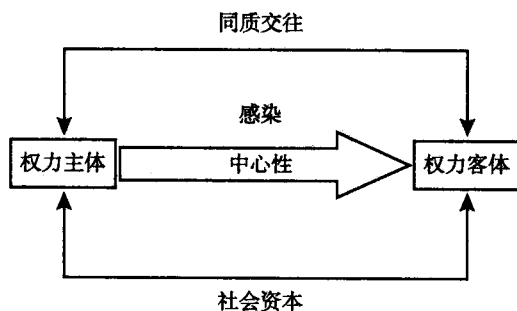 同质交往
感染
权力主体
中心性
权力客体
社会资本